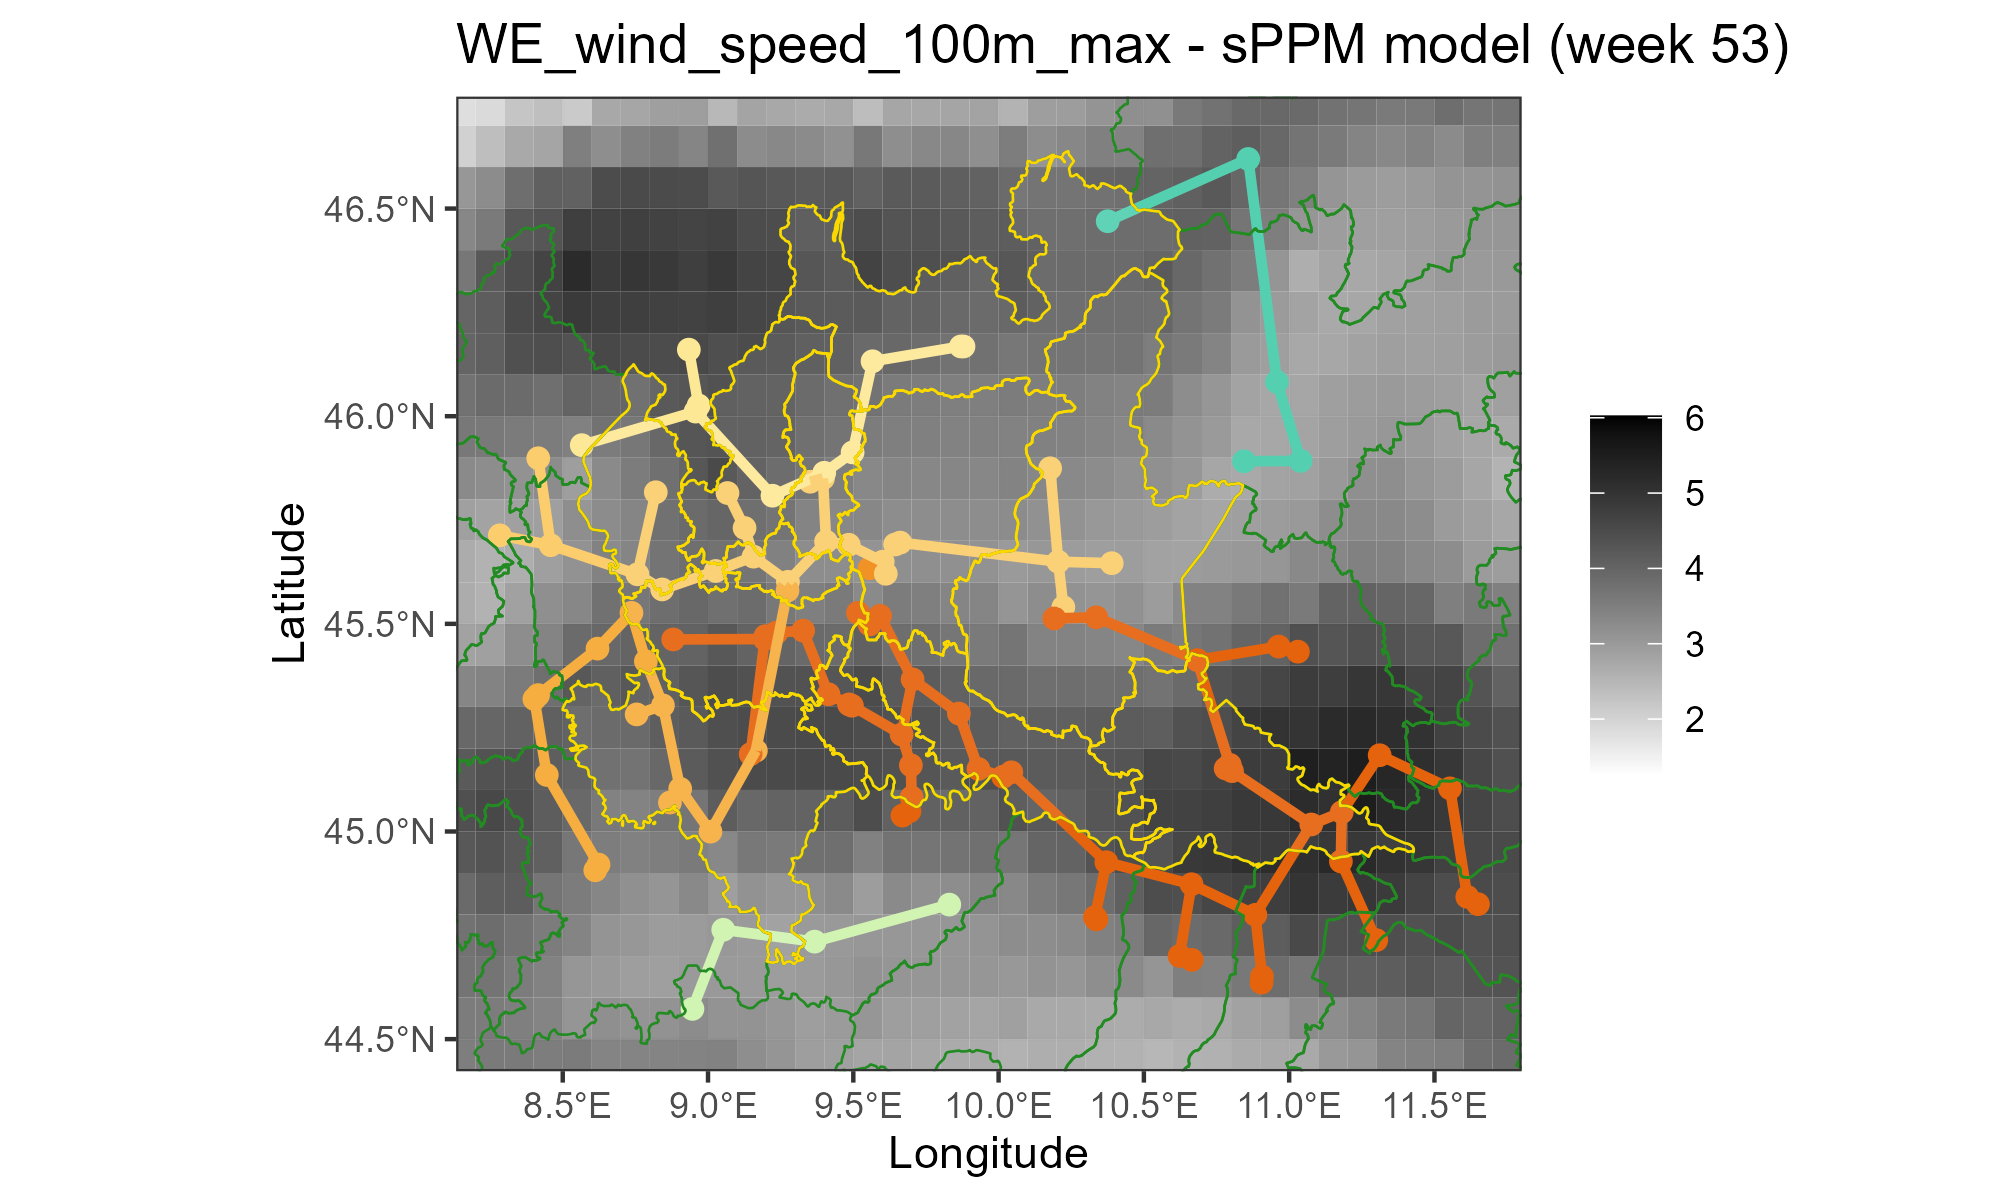 WE_wind_speed_100m_max - sPPM model (week 53)
46.5°N
46.0°N
45.5°N
45.0°N
44.5°N
Latitude
8.5°E
9.0°E
9.5°E
10.0°E
10.5°E
11.0°E
11.5°E
Longitude
6
5
4
3
2